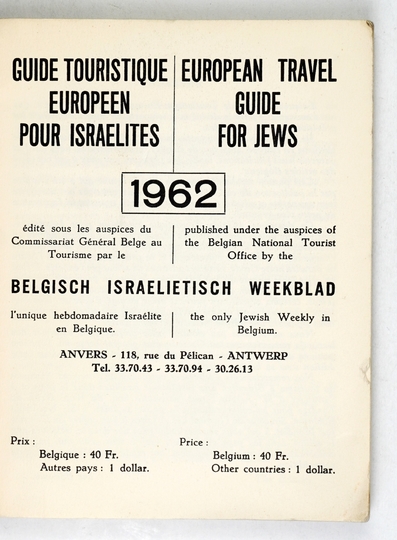 GUIDE TOURISTIQUE
EUROPEEN
POUR ISRAELITES
EUROPEAN TRAVEL
GUIDE
FOR JEWS
1962
édité sous les auspices du
Commissariat Général Belge au
Tourisme par le
published under the auspices of
the Belgian National Tourist
Office by the
BELGISCH ISRAELIETISCH WEEKBLAD
l'unique hebdomadaire Israélite
en Belgique.
the only Jewish Weekly in
Belgium.
ANVERS - 118, rue du Pélican - ANTWERP
Tel. 33.70.43 - 33.70.94 - 30.26.13
Prix :
Belgique : 40 Fr.
Autres pays : 1 dollar.
Price :
Belgium : 40 Fr.
Other countries : 1 dollar.